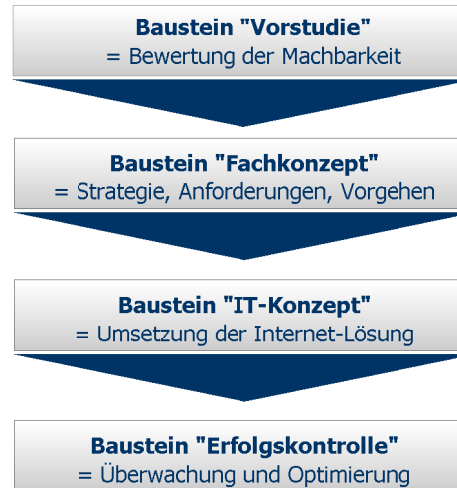 Baustein "Vorstudie"
= Bewertung der Machbarkeit
Baustein "Fachkonzept"
= Strategie, Anforderungen, Vorgehen
Baustein "IT-Konzept"
= Umsetzung der Internet-Lösung
Baustein "Erfolgskontrolle"
= Überwachung und Optimierung